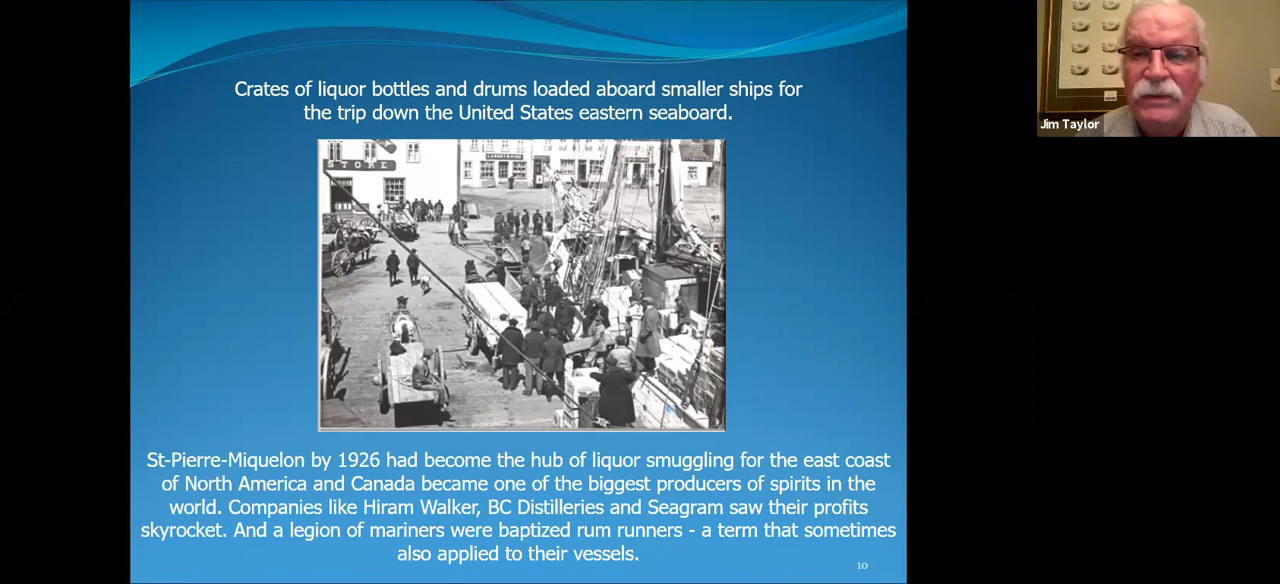 Crates of liquor bottles and drums loaded aboard smaller ships for
the trip down the United States eastern seaboard.
STORE
St-Pierre-Miquelon by 1926 had become the hub of liquor smuggling for the east coast
of North America and Canada became one of the biggest producers of spirits in the
world. Companies like Hiram Walker, BC Distilleries and Seagram saw their profits
skyrocket. And a legion of mariners were baptized rum runners - a term that sometimes
also applied to their vessels.
10
Jim Taylor